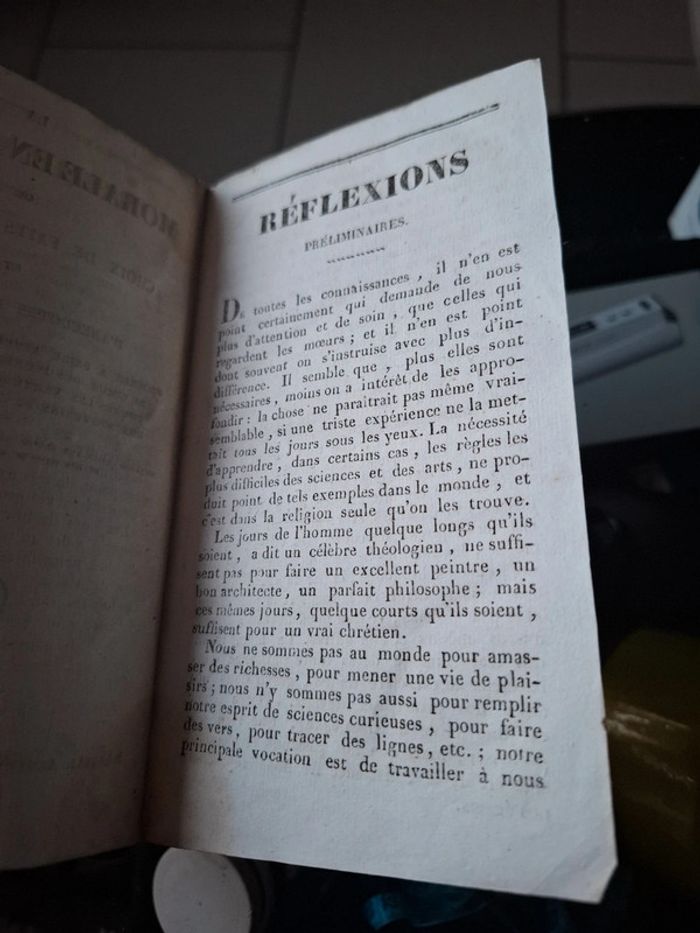 RÉFLEXIONS
PRÉLIMINAIRES.
DE toutes les connaissances, il n'en est
point certainement qui demande de nous
plus d'attention et de soin, que celles qui
regardent les mœurs; et il n'en est point
dont souvent on s'instruise avec plus d'in-
différence. Il semble que, plus elles sont
nécessaires, moins on a intérêt de les appro-
fondir: la chose ne paraîtrait pas même vrai-
semblable, si une triste expérience ne la met-
tait tous les jours sous les yeux. La nécessité
d'apprendre, dans certains cas, les règles les
plus difficiles des sciences et des arts, ne pro-
duit point de tels exemples dans le monde, et
c'est dans la religion seule qu'on les trouve.
Les jours de l'homme quelque longs qu'ils
soient, a dit un célèbre théologien, ne suffi-
sent pas pour faire un excellent peintre, un
bon architecte, un parfait philosophe; mais
ces mêmes jours, quelque courts qu'ils soient,
suffisent pour un vrai chrétien.
Nous ne sommes pas au monde pour amas-
ser des richesses, pour mener une vie de plai-
sirs; nous n'y sommes pas aussi pour remplir
notre esprit de sciences curieuses, pour faire
des vers, pour tracer des lignes, etc.; notre
principale vocation est de travailler à nous